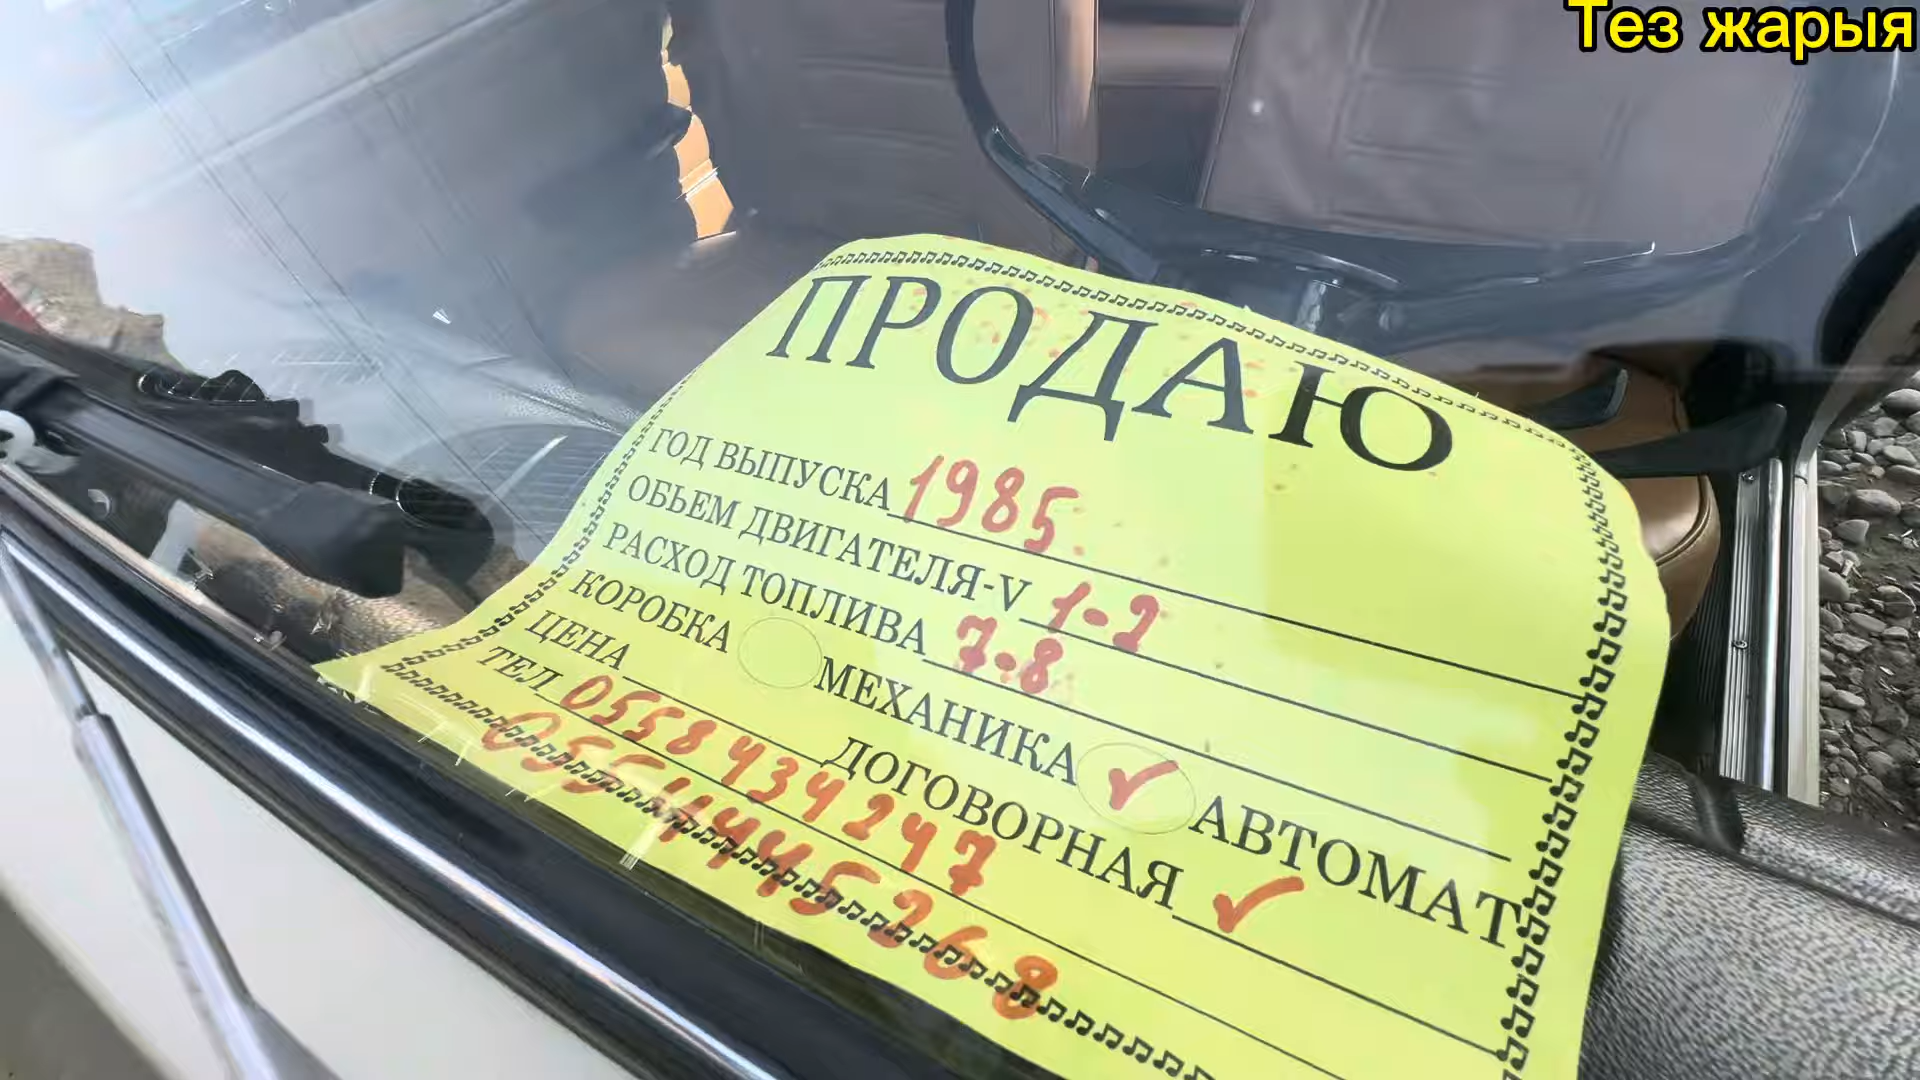 Тез жарыя
ПРОДАЮ
ГОД ВЫПУСКА 1985.
ОБЬЕМ ДВИГАТЕЛЯ-V 1-2
РАСХОД ТОПЛИВА 7-8
КОРОБКА МЕХАНИКА ✓ АВТОМАТ
ЦЕНА ДОГОВОРНАЯ ✓
ТЕЛ 0558434247
0554445268